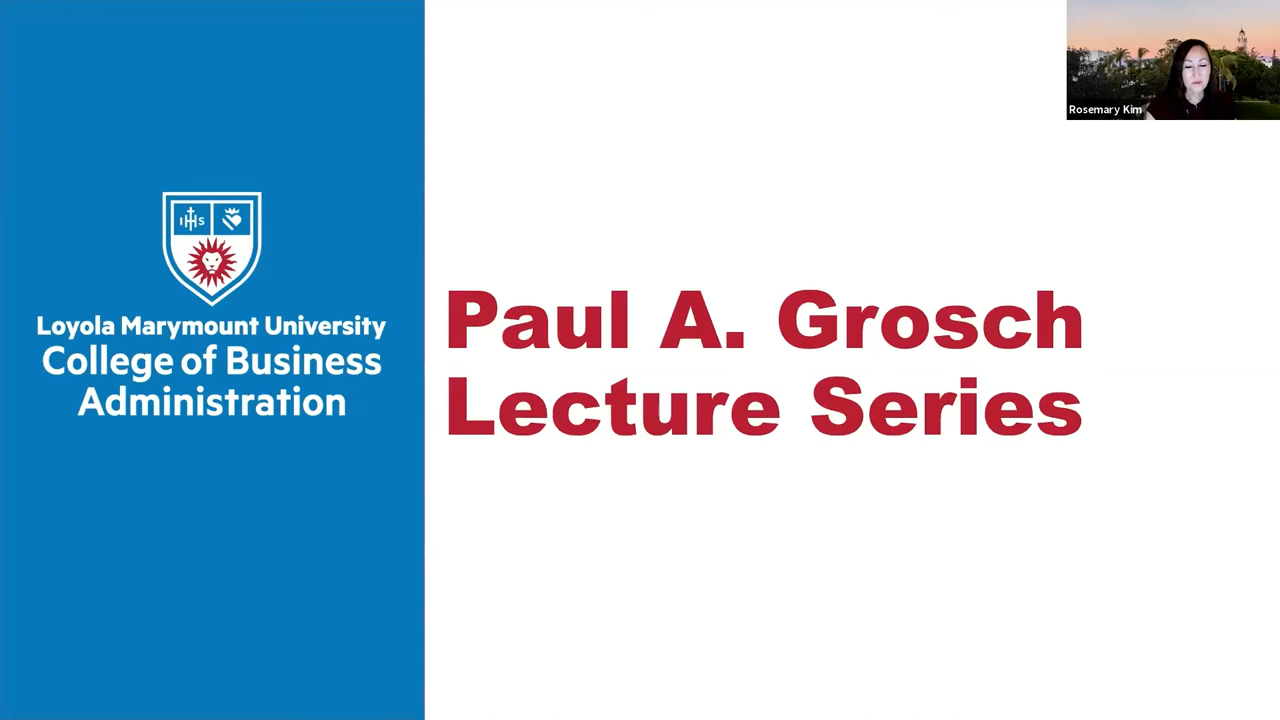 IHS
Loyola Marymount University
College of Business
Administration
Paul A. Grosch
Lecture Series
Rosemary Kim